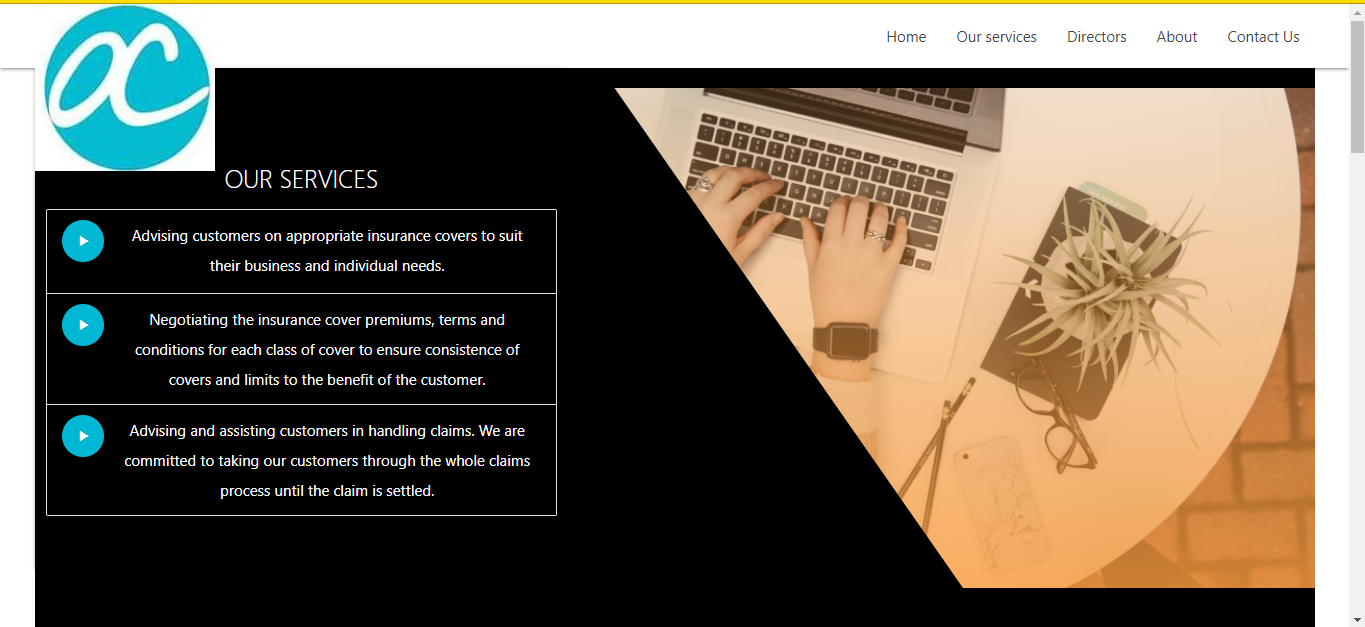 ac
Home Our services Directors About Contact Us
OUR SERVICES
Advising customers on appropriate insurance covers to suit
their business and individual needs.
Negotiating the insurance cover premiums, terms and
conditions for each class of cover to ensure consistence of
covers and limits to the benefit of the customer.
Advising and assisting customers in handling claims. We are
committed to taking our customers through the whole claims
process until the claim is settled.